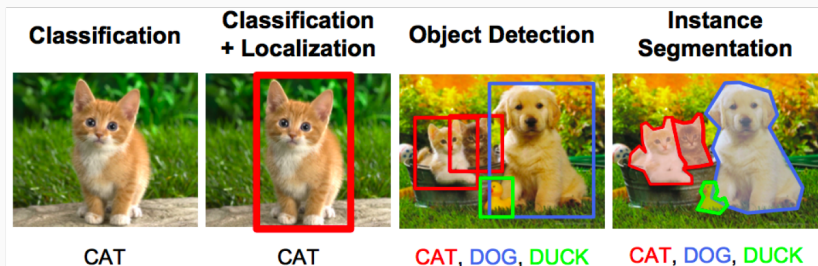 Classification
Classification
+ Localization
Object Detection
Instance
Segmentation
CAT
CAT
CAT, DOG, DUCK
CAT, DOG, DUCK